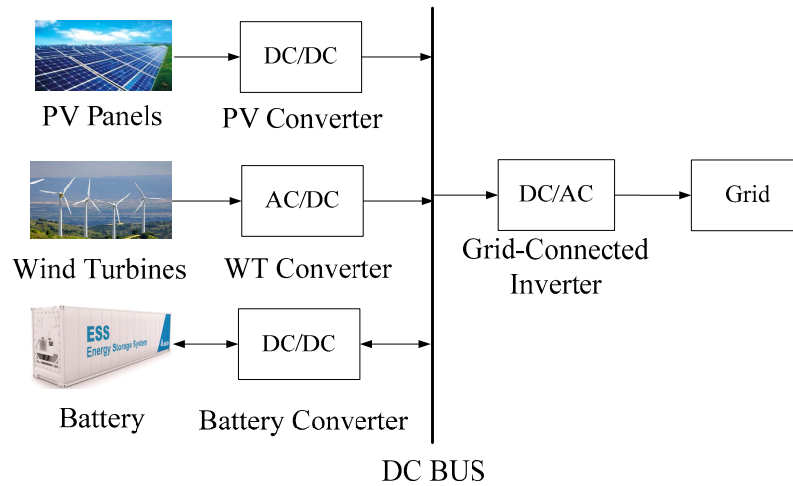 DC/DC
PV Panels
PV Converter
AC/DC
DC/AC
Grid
Wind Turbines
WT Converter
Grid-Connected
Inverter
ESS
Energy Storage System
DC/DC
Battery
Battery Converter
DC BUS